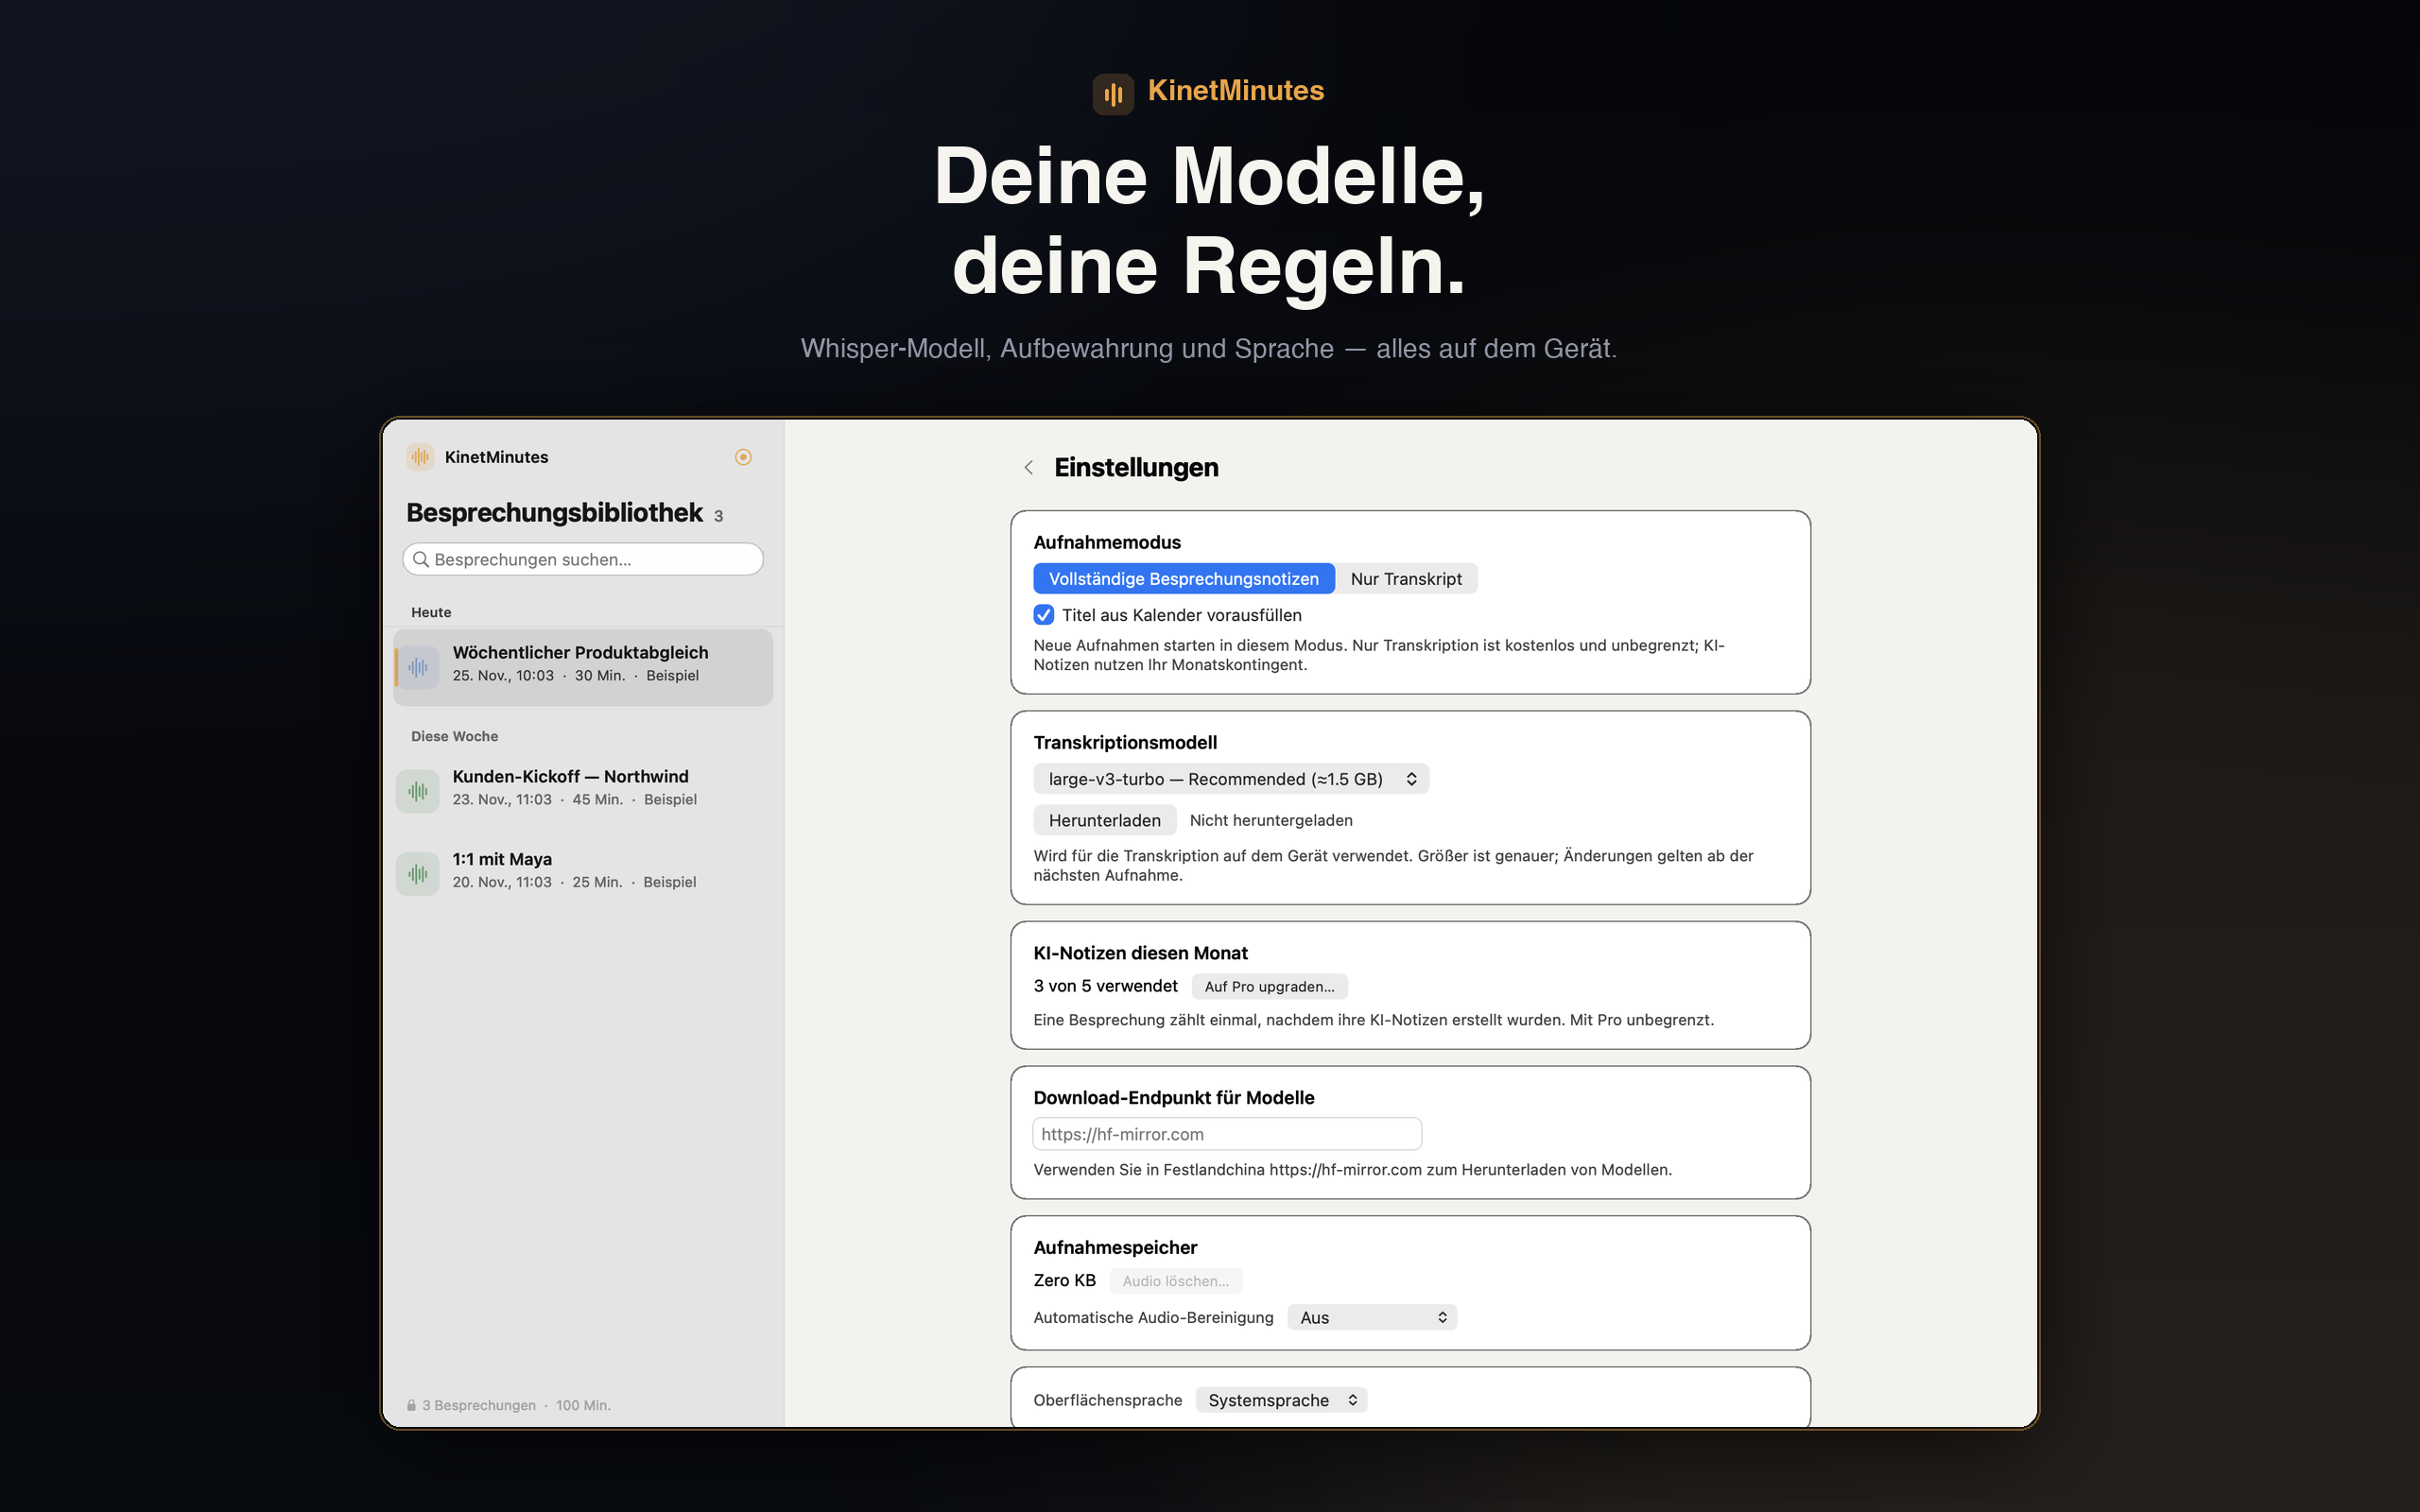 KinetMinutes
Deine Modelle,
deine Regeln.
Whisper-Modell, Aufbewahrung und Sprache — alles auf dem Gerät.
KinetMinutes
Besprechungsbibliothek 3
Besprechungen suchen...
Heute
Wöchentlicher Produktabgleich
25. Nov., 10:03 · 30 Min. · Beispiel
Diese Woche
Kunden-Kickoff — Northwind
23. Nov., 11:03 · 45 Min. · Beispiel
1:1 mit Maya
20. Nov., 11:03 · 25 Min. · Beispiel
3 Besprechungen · 100 Min.
Einstellungen
Aufnahmemodus
Vollständige Besprechungsnotizen Nur Transkript
Titel aus Kalender vorausfüllen
Neue Aufnahmen starten in diesem Modus. Nur Transkription ist kostenlos und unbegrenzt; KI-
Notizen nutzen Ihr Monatskontingent.
Transkriptionsmodell
large-v3-turbo — Recommended (≈1.5 GB)
Herunterladen Nicht heruntergeladen
Wird für die Transkription auf dem Gerät verwendet. Größer ist genauer; Änderungen gelten ab der
nächsten Aufnahme.
KI-Notizen diesen Monat
3 von 5 verwendet Auf Pro upgraden...
Eine Besprechung zählt einmal, nachdem ihre KI-Notizen erstellt wurden. Mit Pro unbegrenzt.
Download-Endpunkt für Modelle
https://hf-mirror.com
Verwenden Sie in Festlandchina https://hf-mirror.com zum Herunterladen von Modellen.
Aufnahmespeicher
Zero KB Audio löschen...
Automatische Audio-Bereinigung Aus
Oberflächensprache Systemsprache